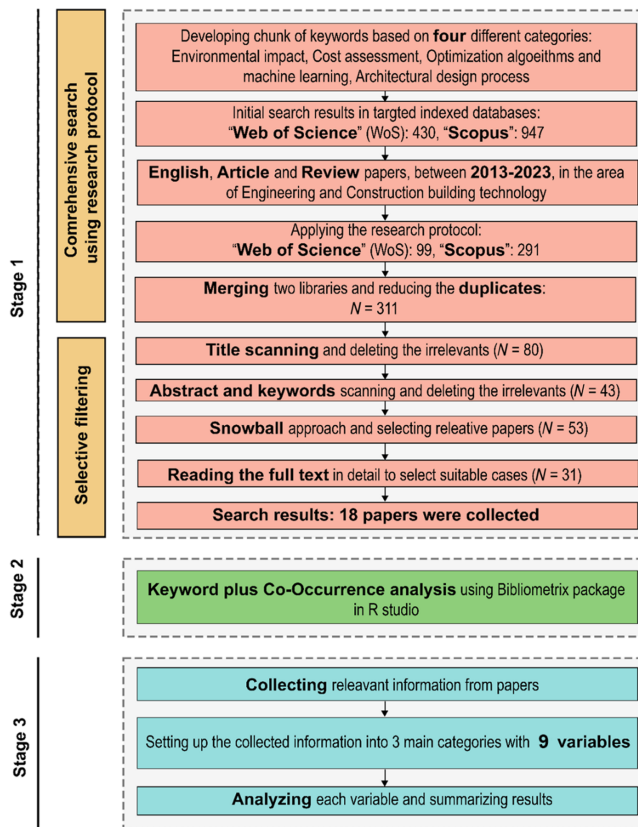 Stage 1
Comrehensive search
using research protocol
Developing chunk of keywords based on four different categories:
Environmental impact, Cost assessment, Optimization algoeithms and
machine learning, Architectural design process
Initial search results in targted indexed databases:
“Web of Science” (WoS): 430, “Scopus”: 947
English, Article and Review papers, between 2013-2023, in the area
of Engineering and Construction building technology
Applying the research protocol:
“Web of Science” (WoS): 99, “Scopus”: 291
Merging two libraries and reducing the duplicates:
N = 311
Selective filtering
Title scanning and deleting the irrelevants (N = 80)
Abstract and keywords scanning and deleting the irrelevants (N = 43)
Snowball approach and selecting releative papers (N = 53)
Reading the full text in detail to select suitable cases (N = 31)
Search results: 18 papers were collected
Stage 2
Keyword plus Co-Occurrence analysis using Bibliometrix package
in R studio
Stage 3
Collecting releavant information from papers
Setting up the collected information into 3 main categories with 9 variables
Analyzing each variable and summarizing results